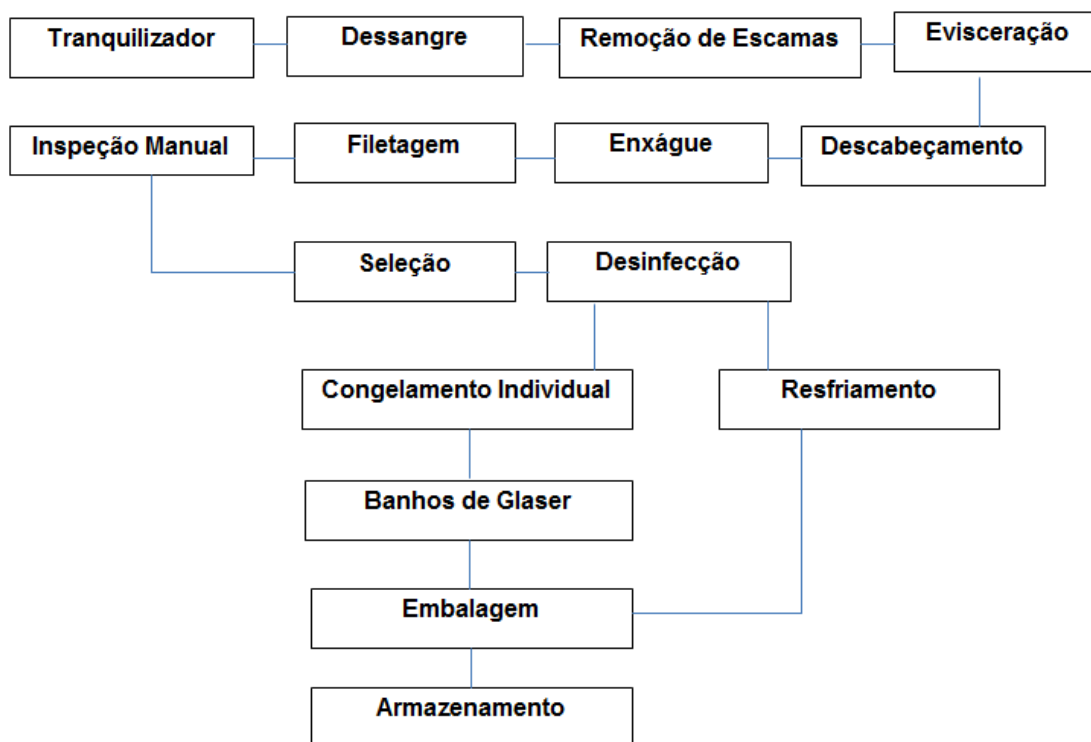 Tranquilizador
Dessangre
Remoção de Escamas
Evisceração
Inspeção Manual
Filetagem
Enxágue
Descabeçamento
Seleção
Desinfecção
Congelamento Individual
Resfriamento
Banhos de Glaser
Embalagem
Armazenamento